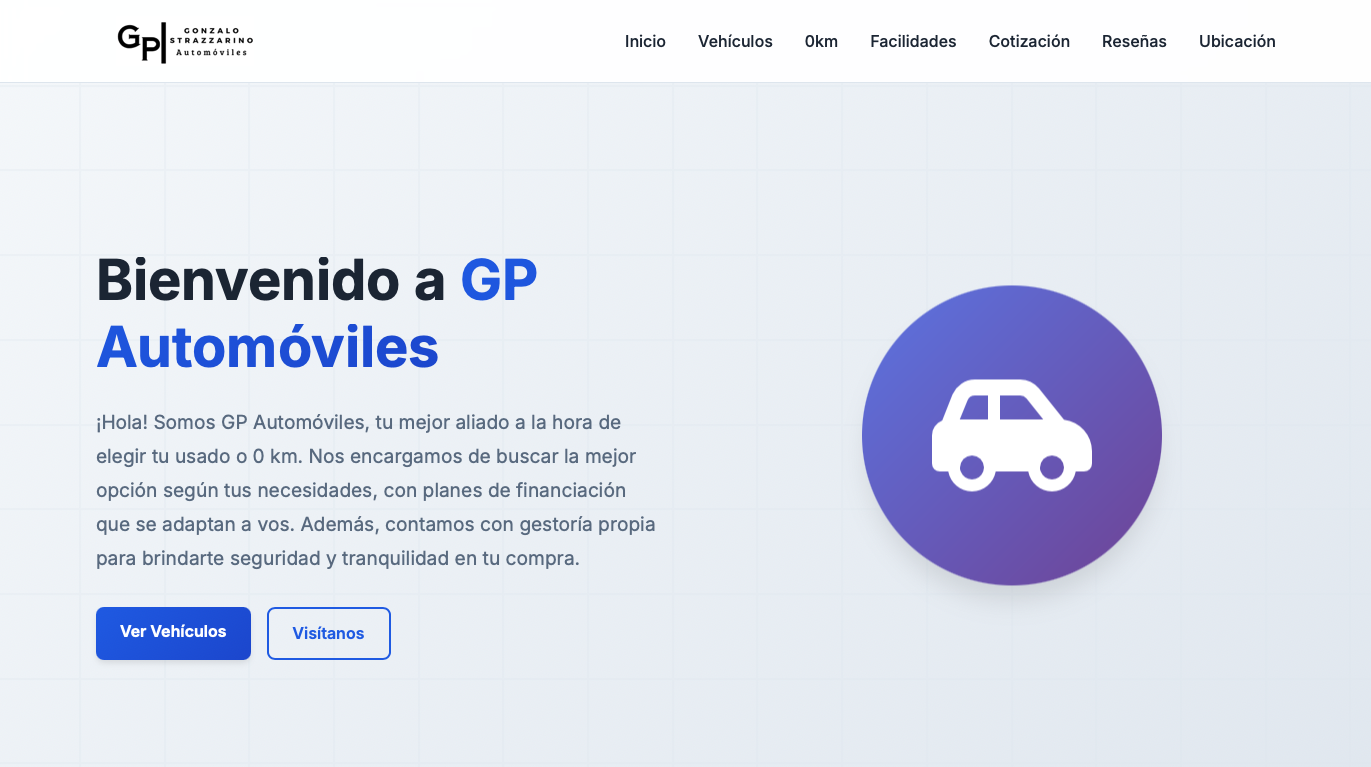 GP
GONZALO
STRAZZARINO
Automóviles
Inicio Vehículos 0km Facilidades Cotización Reseñas Ubicación
Bienvenido a GP
Automóviles
¡Hola! Somos GP Automóviles, tu mejor aliado a la hora de
elegir tu usado o 0 km. Nos encargamos de buscar la mejor
opción según tus necesidades, con planes de financiación
que se adaptan a vos. Además, contamos con gestoría propia
para brindarte seguridad y tranquilidad en tu compra.
Ver Vehículos Visítanos